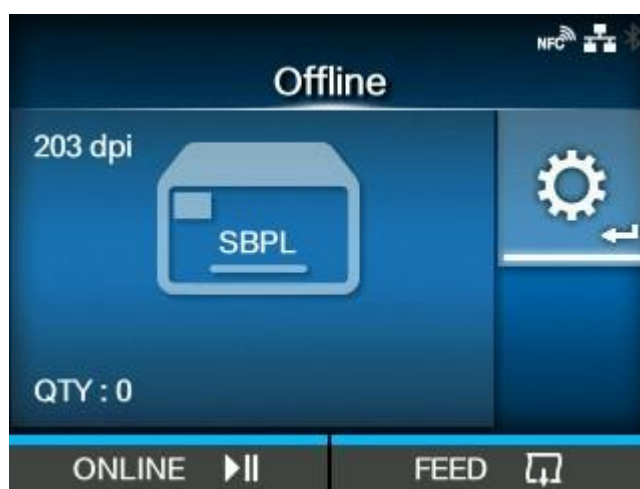 NFC
Offline
203 dpi
SBPL
QTY : 0
ONLINE
FEED